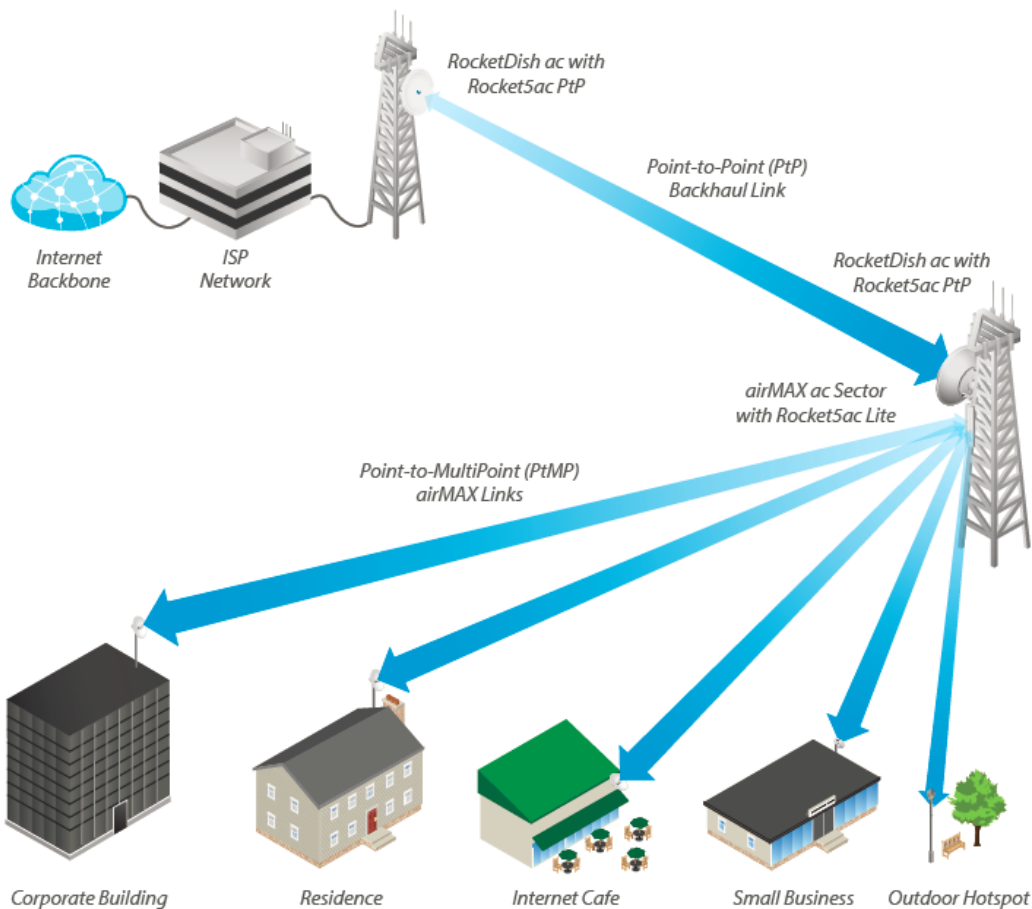 RocketDish ac with
Rocket5ac PtP
Point-to-Point (PtP)
Backhaul Link
Internet
Backbone
ISP
Network
RocketDish ac with
Rocket5ac PtP
airMAX ac Sector
with Rocket5ac Lite
Point-to-MultiPoint (PtMP)
airMAX Links
Corporate Building
Residence
Internet Cafe
Small Business
Outdoor Hotspot